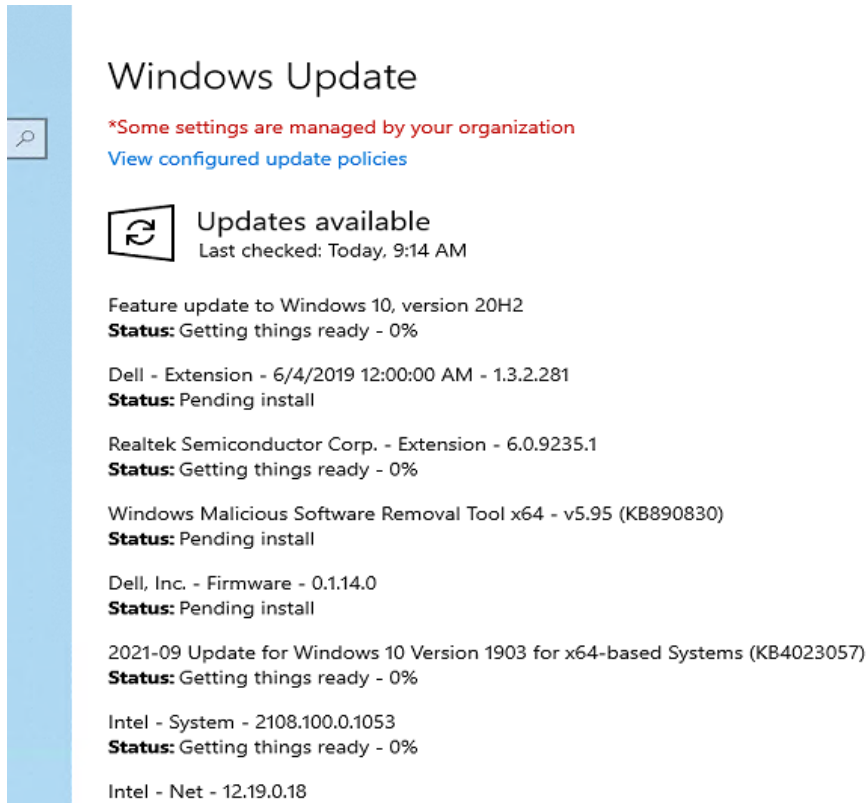 Windows Update
*Some settings are managed by your organization
View configured update policies
Updates available
Last checked: Today, 9:14 AM
Feature update to Windows 10, version 20H2
Status: Getting things ready - 0%
Dell - Extension - 6/4/2019 12:00:00 AM - 1.3.2.281
Status: Pending install
Realtek Semiconductor Corp. - Extension - 6.0.9235.1
Status: Getting things ready - 0%
Windows Malicious Software Removal Tool x64 - v5.95 (KB890830)
Status: Pending install
Dell, Inc. - Firmware - 0.1.14.0
Status: Pending install
2021-09 Update for Windows 10 Version 1903 for x64-based Systems (KB4023057)
Status: Getting things ready - 0%
Intel - System - 2108.100.0.1053
Status: Getting things ready - 0%
Intel - Net - 12.19.0.18